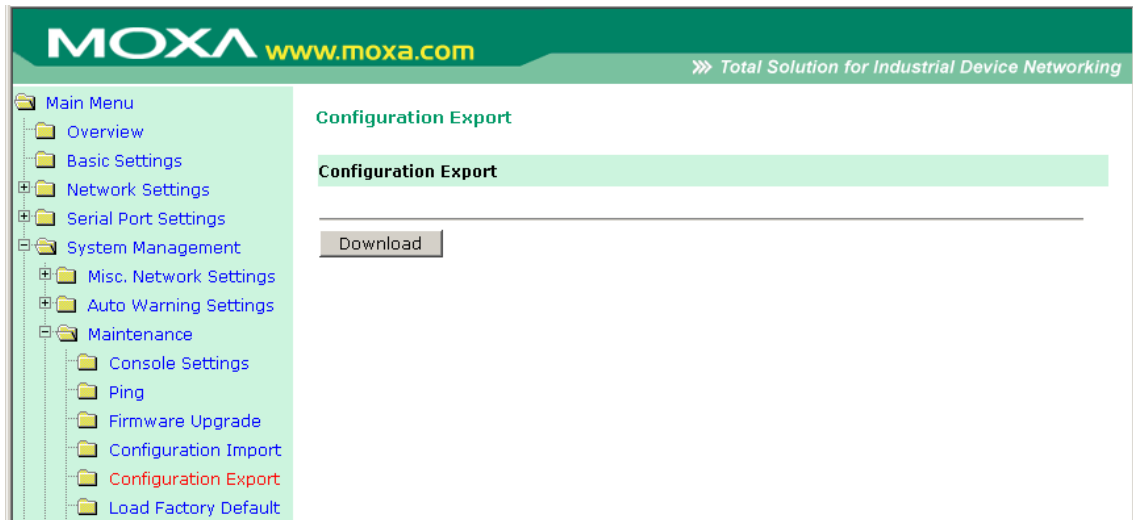 MOXA www.moxa.com
Total Solution for Industrial Device Networking
Main Menu
Overview
Basic Settings
Network Settings
Serial Port Settings
System Management
Misc. Network Settings
Auto Warning Settings
Maintenance
Console Settings
Ping
Firmware Upgrade
Configuration Import
Configuration Export
Load Factory Default
Configuration Export
Configuration Export
Download